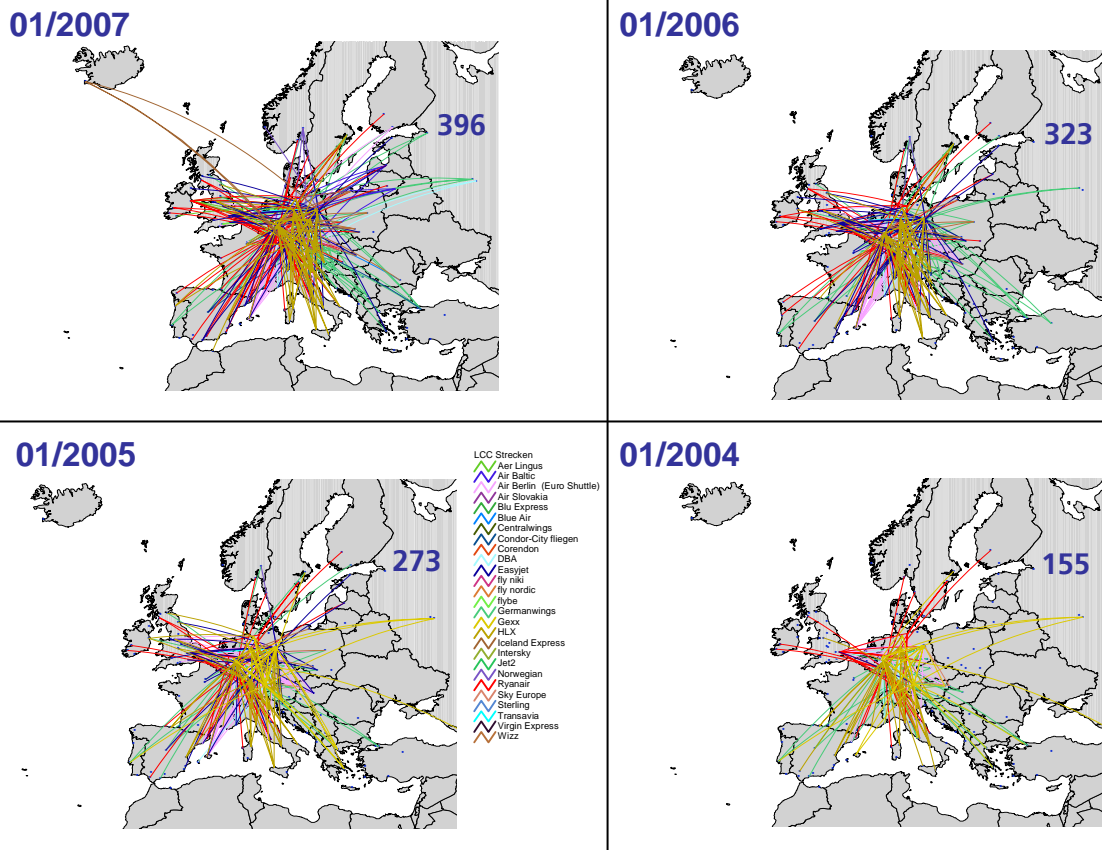 01/2007
396
01/2006
323
01/2005
273
LCC Strecken
Aer Lingus
Air Baltic
Air Berlin (Euro Shuttle)
Air Slovakia
Blu Express
Blue Air
Centralwings
Condor-City fliegen
Corendon
DBA
Easyjet
fly niki
fly nordic
flybe
Germanwings
Gexx
HLX
Iceland Express
Intersky
Jet2
Norwegian
Ryanair
Sky Europe
Sterling
Transavia
Virgin Express
Wizz
01/2004
155